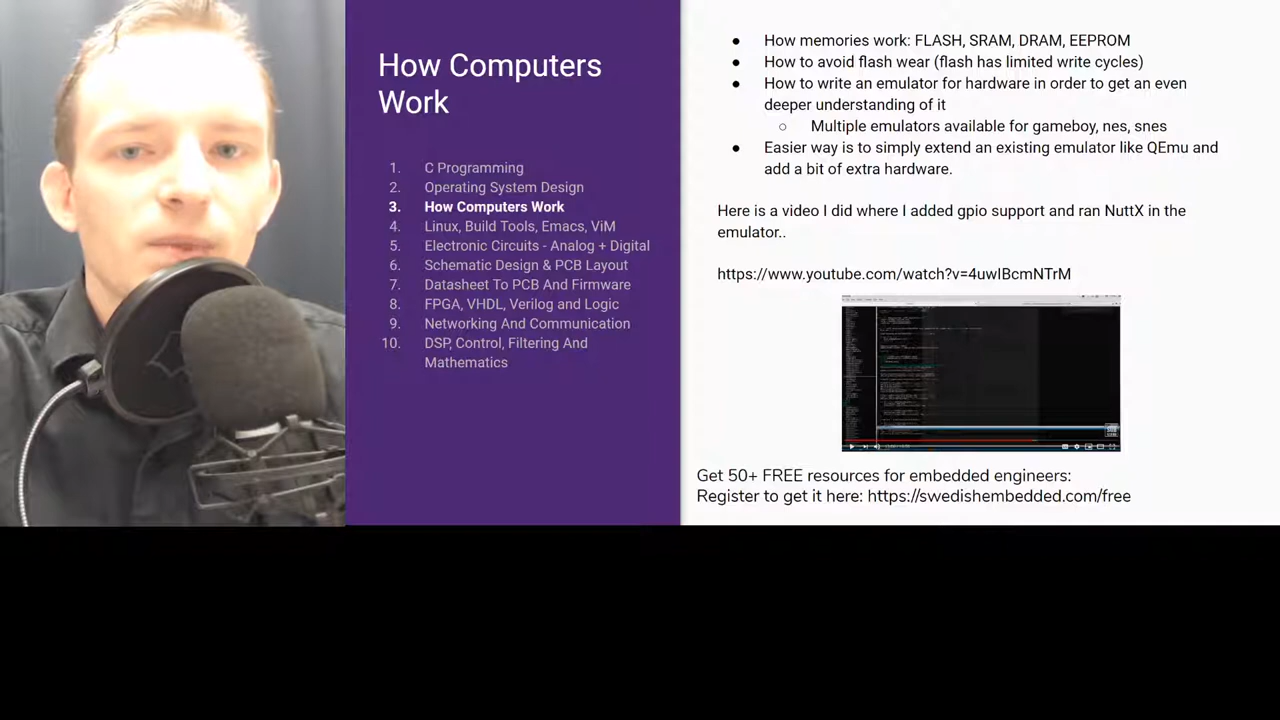 How Computers
Work
1. C Programming
2. Operating System Design
3. How Computers Work
4. Linux, Build Tools, Emacs, ViM
5. Electronic Circuits - Analog + Digital
6. Schematic Design & PCB Layout
7. Datasheet To PCB And Firmware
8. FPGA, VHDL, Verilog and Logic
9. Networking And Communication
10. DSP, Control, Filtering And
Mathematics
● How memories work: FLASH, SRAM, DRAM, EEPROM
● How to avoid flash wear (flash has limited write cycles)
● How to write an emulator for hardware in order to get an even
deeper understanding of it
○ Multiple emulators available for gameboy, nes, snes
● Easier way is to simply extend an existing emulator like QEmu and
add a bit of extra hardware.
Here is a video I did where I added gpio support and ran NuttX in the
emulator..
https://www.youtube.com/watch?v=4uwIBcmNTrM
Get 50+ FREE resources for embedded engineers:
Register to get it here: https://swedishembedded.com/free